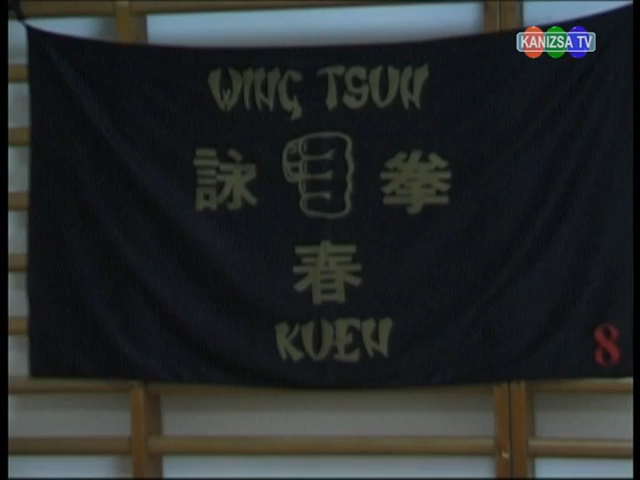 KANIZSA TV
WING TSUN
詠 拳
春
KUEN
8